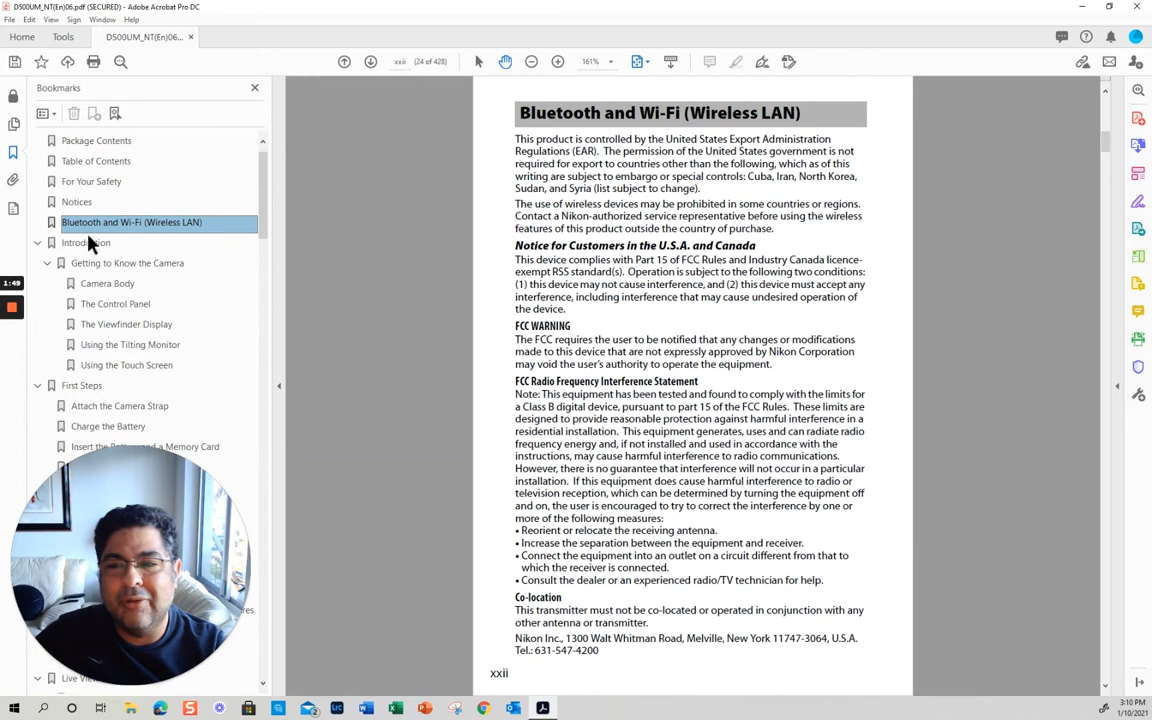 D500UM_NT(En)06.pdf (SECURED) - Adobe Acrobat Pro DC
File Edit View Sign Window Help
Home Tools D500UM_NT(En)06... ×
xxii (24 of 428) 161%
Bookmarks
Package Contents
Table of Contents
For Your Safety
Notices
Bluetooth and Wi-Fi (Wireless LAN)
Introduction
Getting to Know the Camera
Camera Body
The Control Panel
The Viewfinder Display
Using the Tilting Monitor
Using the Touch Screen
First Steps
Attach the Camera Strap
Charge the Battery
Insert the Battery and a Memory Card
Live View
1:49
Bluetooth and Wi-Fi (Wireless LAN)
This product is controlled by the United States Export Administration
Regulations (EAR). The permission of the United States government is not
required for export to countries other than the following, which as of this
writing are subject to embargo or special controls: Cuba, Iran, North Korea,
Sudan, and Syria (list subject to change).
The use of wireless devices may be prohibited in some countries or regions.
Contact a Nikon-authorized service representative before using the wireless
features of this product outside the country of purchase.
Notice for Customers in the U.S.A. and Canada
This device complies with Part 15 of FCC Rules and Industry Canada licence-
exempt RSS standard(s). Operation is subject to the following two conditions:
(1) this device may not cause interference, and (2) this device must accept any
interference, including interference that may cause undesired operation of
the device.
FCC WARNING
The FCC requires the user to be notified that any changes or modifications
made to this device that are not expressly approved by Nikon Corporation
may void the user's authority to operate the equipment.
FCC Radio Frequency Interference Statement
Note: This equipment has been tested and found to comply with the limits for
a Class B digital device, pursuant to part 15 of the FCC Rules. These limits are
designed to provide reasonable protection against harmful interference in a
residential installation. This equipment generates, uses and can radiate radio
frequency energy and, if not installed and used in accordance with the
instructions, may cause harmful interference to radio communications.
However, there is no guarantee that interference will not occur in a particular
installation. If this equipment does cause harmful interference to radio or
television reception, which can be determined by turning the equipment off
and on, the user is encouraged to try to correct the interference by one or
more of the following measures:
• Reorient or relocate the receiving antenna.
• Increase the separation between the equipment and receiver.
• Connect the equipment into an outlet on a circuit different from that to
which the receiver is connected.
• Consult the dealer or an experienced radio/TV technician for help.
Co-location
This transmitter must not be co-located or operated in conjunction with any
other antenna or transmitter.
Nikon Inc., 1300 Walt Whitman Road, Melville, New York 11747-3064, U.S.A.
Tel.: 631-547-4200
xxii
3:10 PM
1/10/2021